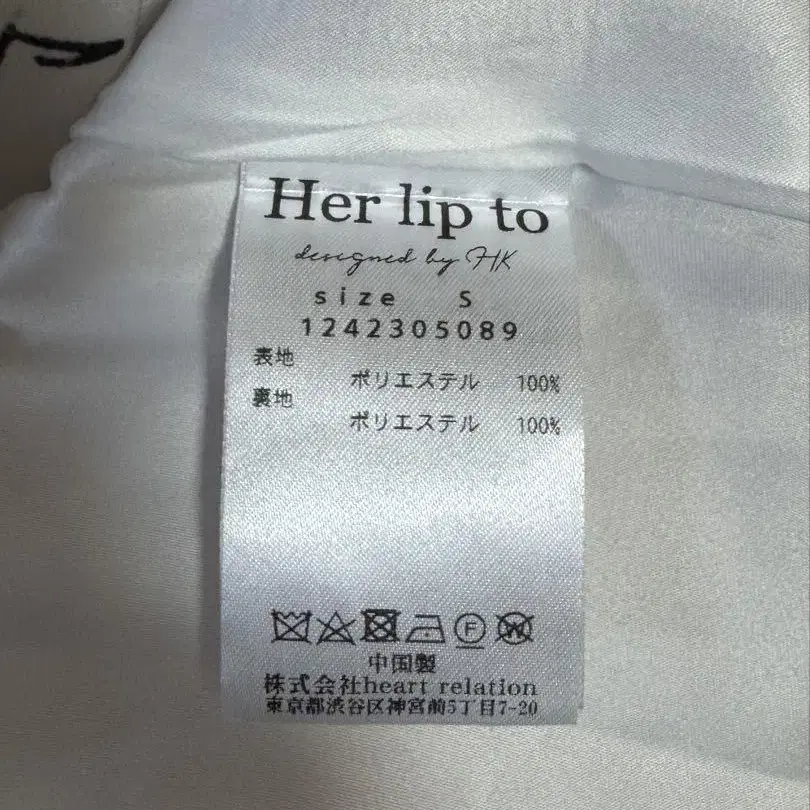 Her lip to
designed by HK
size S
1242305089
表地
ポリエステル 100%
裏地
ポリエステル 100%
中国製
株式会社heart relation
東京都渋谷区神宮前5丁目7-20